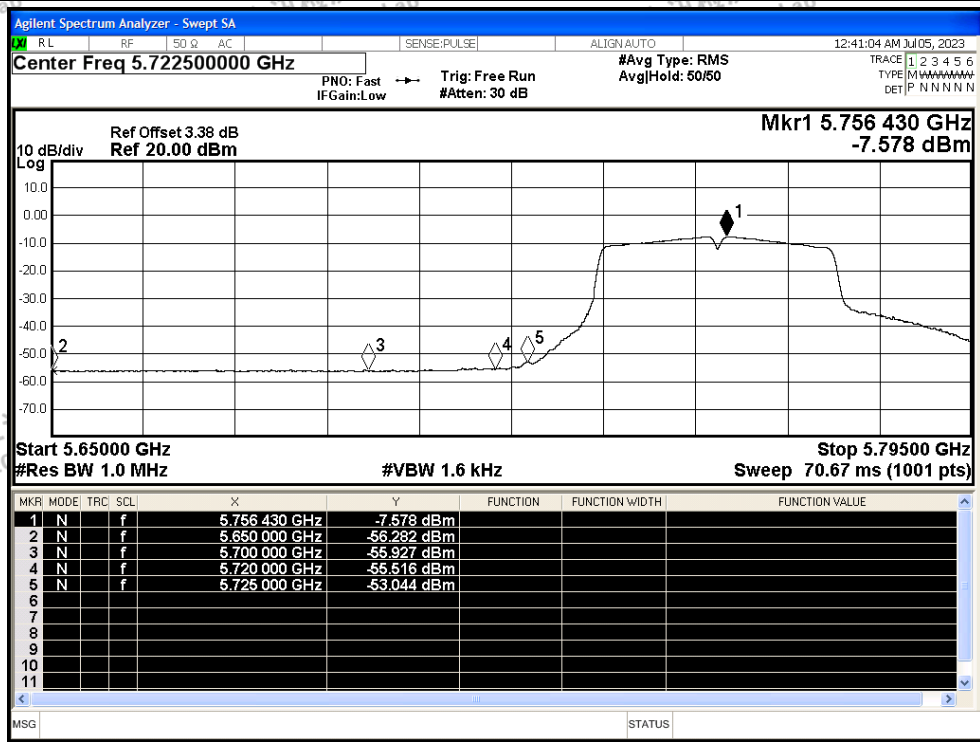 Agilent Spectrum Analyzer - Swept SA
LXI RL RF 50 Ω AC SENSE:PULSE ALIGN AUTO 12:41:04 AM Jul 05, 2023
Center Freq 5.722500000 GHz
PNO: Fast
IFGain:Low
Trig: Free Run
#Atten: 30 dB
#Avg Type: RMS
Avg|Hold: 50/50
TRACE 1 2 3 4 5 6
TYPE M
DET P N N N N N
Mkr1 5.756 430 GHz
-7.578 dBm
Ref Offset 3.38 dB
10 dB/div Ref 20.00 dBm
Log
10.0
0.00
-10.0
-20.0
-30.0
-40.0
-50.0
-60.0
-70.0
1
2
3
4
5
Start 5.65000 GHz Stop 5.79500 GHz
#Res BW 1.0 MHz #VBW 1.6 kHz Sweep 70.67 ms (1001 pts)
MKR MODE TRC SCL X Y FUNCTION FUNCTION WIDTH FUNCTION VALUE
1 N f 5.756 430 GHz -7.578 dBm
2 N f 5.650 000 GHz -56.282 dBm
3 N f 5.700 000 GHz -55.927 dBm
4 N f 5.720 000 GHz -55.516 dBm
5 N f 5.725 000 GHz -53.044 dBm
6
7
8
9
10
11
MSG STATUS